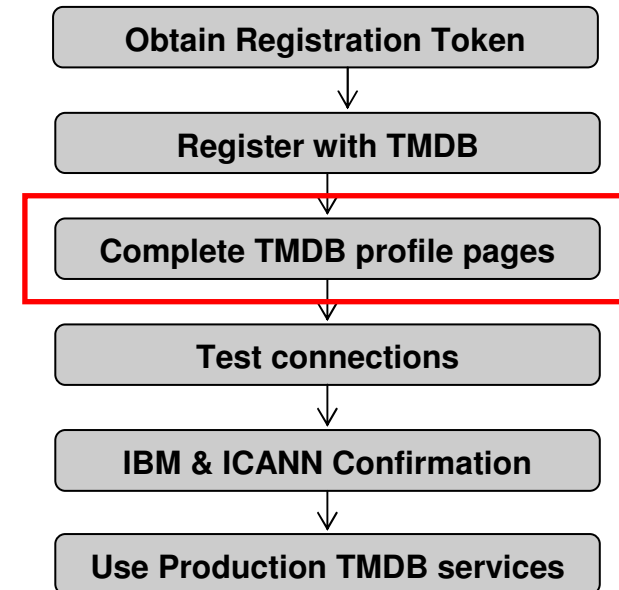 Obtain Registration Token
Register with TMDB
Complete TMDB profile pages
Test connections
IBM & ICANN Confirmation
Use Production TMDB services